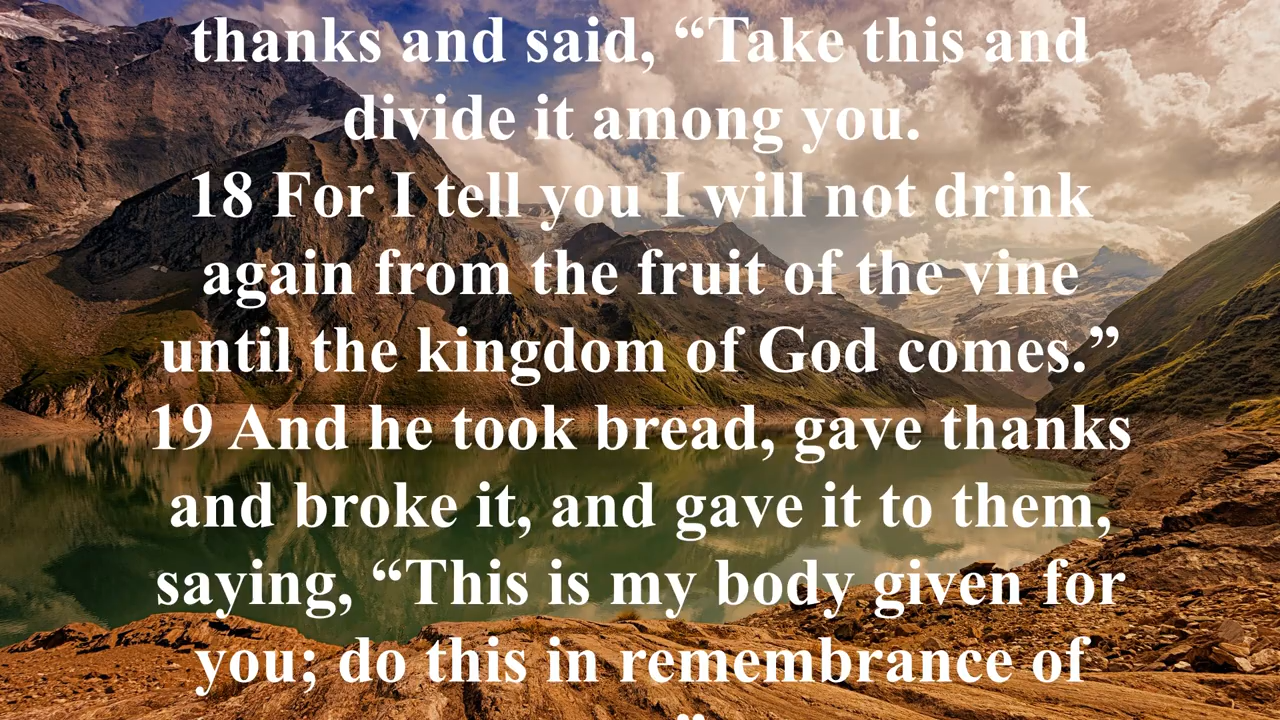 thanks and said, “Take this and
divide it among you.
18 For I tell you I will not drink
again from the fruit of the vine
until the kingdom of God comes.”
19 And he took bread, gave thanks
and broke it, and gave it to them,
saying, “This is my body given for
you; do this in remembrance of
”